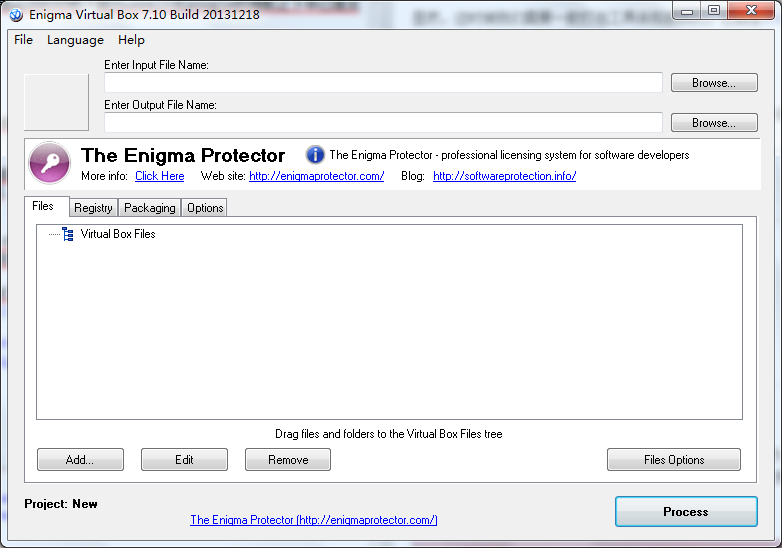 Enigma Virtual Box 7.10 Build 20131218
File Language Help
Enter Input File Name:
Browse...
Enter Output File Name:
Browse...
The Enigma Protector
The Enigma Protector - professional licensing system for software developers
More info: Click Here Web site: http://enigmaprotector.com/ Blog: http://softwareprotection.info/
Files Registry Packaging Options
Virtual Box Files
Drag files and folders to the Virtual Box Files tree
Add... Edit Remove Files Options
Project: New
Process
The Enigma Protector (http://enigmaprotector.com/)